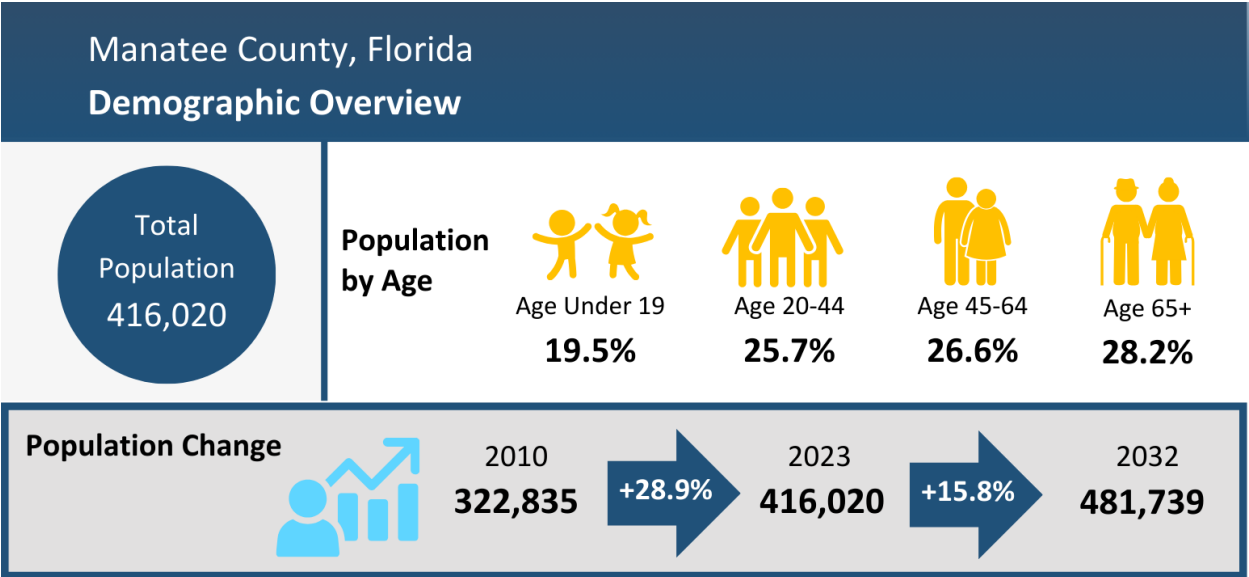 Manatee County, Florida
Demographic Overview
Total
Population
416,020
Population
by Age
Age Under 19
19.5%
Age 20-44
25.7%
Age 45-64
26.6%
Age 65+
28.2%
Population Change
2010
322,835
+28.9%
2023
416,020
+15.8%
2032
481,739